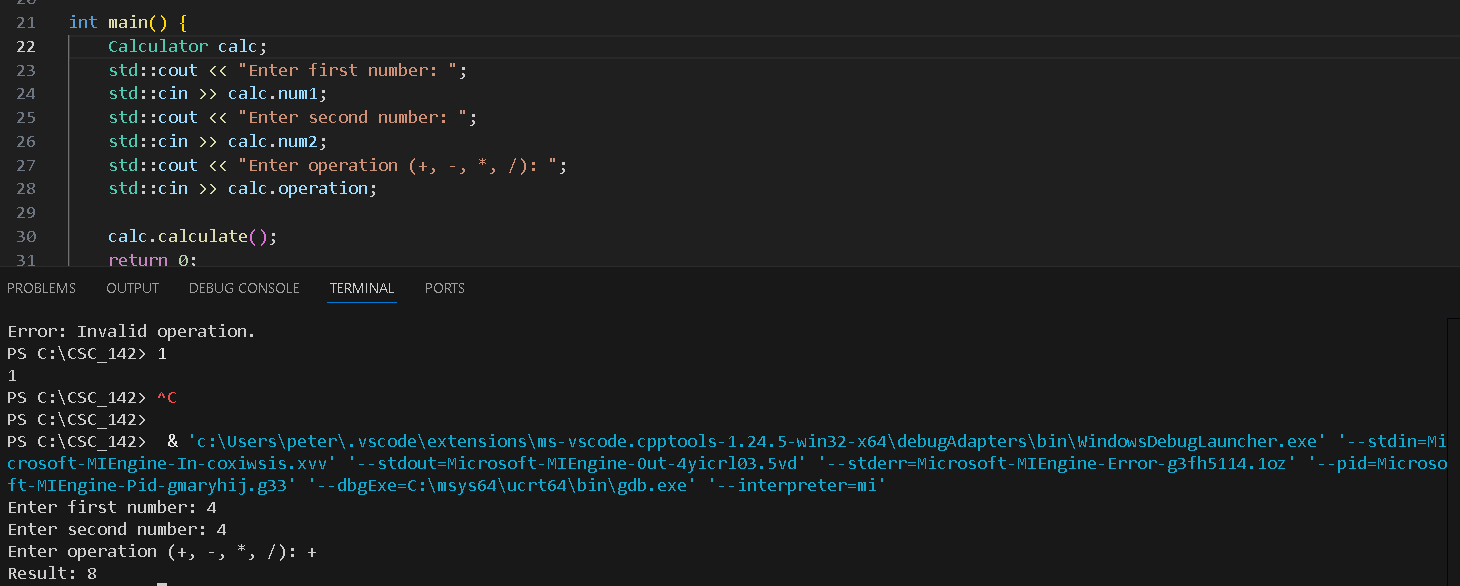 21 int main() {
22 Calculator calc;
23 std::cout << "Enter first number: ";
24 std::cin >> calc.num1;
25 std::cout << "Enter second number: ";
26 std::cin >> calc.num2;
27 std::cout << "Enter operation (+, -, *, /): ";
28 std::cin >> calc.operation;
29
30 calc.calculate();
31 return 0;
PROBLEMS OUTPUT DEBUG CONSOLE TERMINAL PORTS
Error: Invalid operation.
PS C:\CSC_142> 1
1
PS C:\CSC_142> ^C
PS C:\CSC_142>
PS C:\CSC_142>  & 'c:\Users\peter\.vscode\extensions\ms-vscode.cpptools-1.24.5-win32-x64\debugAdapters\bin\WindowsDebugLauncher.exe' '--stdin=Mi
crosoft-MIEngine-In-coxiwsis.xvv' '--stdout=Microsoft-MIEngine-Out-4yicrl03.5vd' '--stderr=Microsoft-MIEngine-Error-g3fh5114.1oz' '--pid=Microso
ft-MIEngine-Pid-gmaryhij.g33' '--dbgExe=C:\msys64\ucrt64\bin\gdb.exe' '--interpreter=mi'
Enter first number: 4
Enter second number: 4
Enter operation (+, -, *, /): +
Result: 8